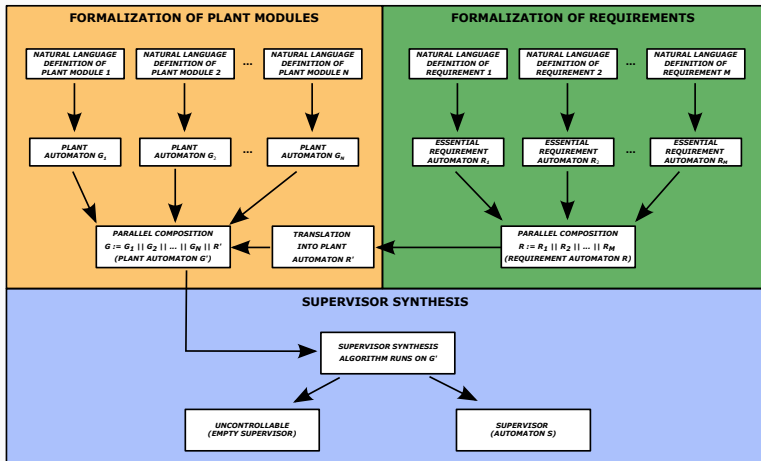 FORMALIZATION OF PLANT MODULES
NATURAL LANGUAGE
DEFINITION OF
PLANT MODULE 1
NATURAL LANGUAGE
DEFINITION OF
PLANT MODULE 2
...
NATURAL LANGUAGE
DEFINITION OF
PLANT MODULE N
PLANT
AUTOMATON G₁
PLANT
AUTOMATON G₂
...
PLANT
AUTOMATON Gₙ
PARALLEL COMPOSITION
G := G₁ || G₂ || ... || Gₙ || R'
(PLANT AUTOMATON G')
TRANSLATION
INTO PLANT
AUTOMATON R'
FORMALIZATION OF REQUIREMENTS
NATURAL LANGUAGE
DEFINITION OF
REQUIREMENT 1
NATURAL LANGUAGE
DEFINITION OF
REQUIREMENT 2
...
NATURAL LANGUAGE
DEFINITION OF
REQUIREMENT M
ESSENTIAL
REQUIREMENT
AUTOMATON R₁
ESSENTIAL
REQUIREMENT
AUTOMATON R₂
...
ESSENTIAL
REQUIREMENT
AUTOMATON Rₘ
PARALLEL COMPOSITION
R := R₁ || R₂ || ... || Rₘ
(REQUIREMENT AUTOMATON R)
SUPERVISOR SYNTHESIS
SUPERVISOR SYNTHESIS
ALGORITHM RUNS ON G'
UNCONTROLLABLE
(EMPTY SUPERVISOR)
SUPERVISOR
(AUTOMATON S)